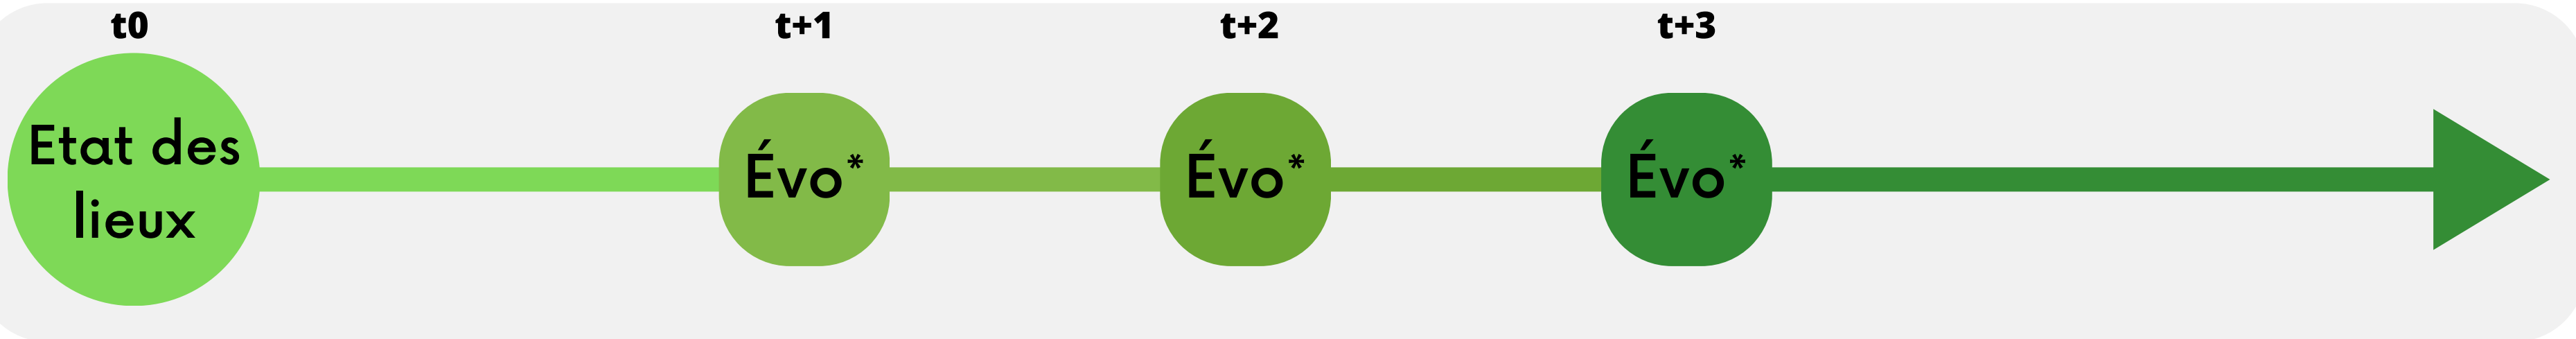 t0 t+1 t+2 t+3
Etat des
lieux
Évo*
Évo*
Évo*